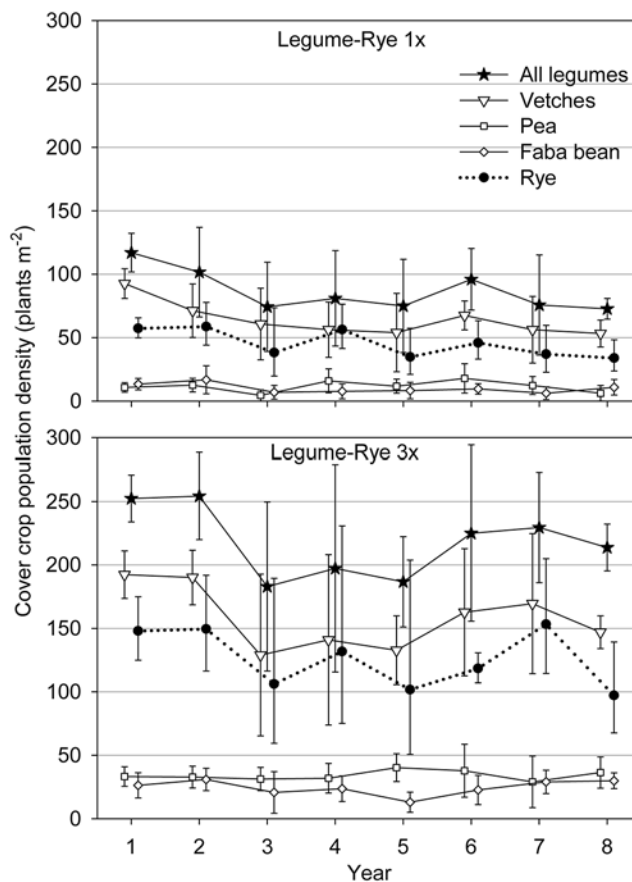 300
Legume-Rye 1x
All legumes
250
Vetches
Pea
200
Faba bean
Rye
150
100
50
0
Cover crop population density (plants m⁻²)
300
Legume-Rye 3x
250
200
150
100
50
0
1 2 3 4 5 6 7 8
Year